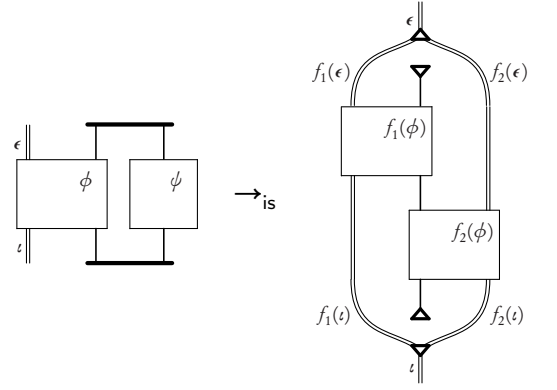 ϵ
f₁(ϵ) f₂(ϵ)
f₁(ϕ)
ϵ
ϕ ψ
→is
f₂(ϕ)
ι
f₁(ι) f₂(ι)
ι